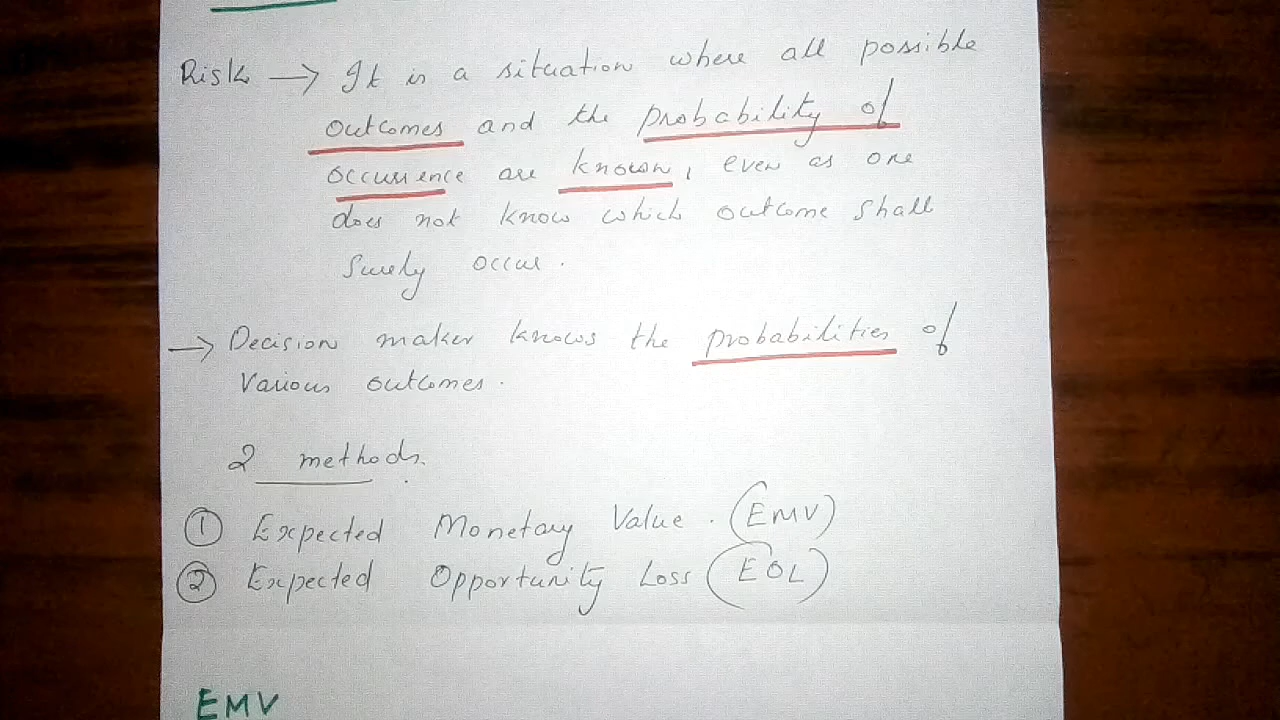 Risk → It is a situation where all possible
outcomes and the probability of
occurrence are known, even as one
does not know which outcome shall
surely occur.
→ Decision maker knows the probabilities of
various outcomes.
2 methods.
① Expected Monetary Value. (EMV)
② Expected Opportunity Loss (EOL)
EMV